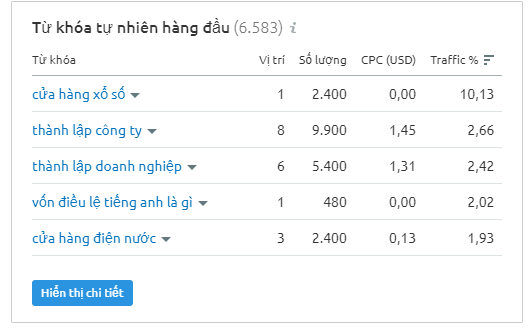 Từ khóa tự nhiên hàng đầu (6.583) i
Từ khóa Vị trí Số lượng CPC (USD) Traffic %
cửa hàng xổ số 1 2.400 0,00 10,13
thành lập công ty 8 9.900 1,45 2,66
thành lập doanh nghiệp 6 5.400 1,31 2,42
vốn điều lệ tiếng anh là gì 1 480 0,00 2,02
cửa hàng điện nước 3 2.400 0,13 1,93
Hiển thị chi tiết